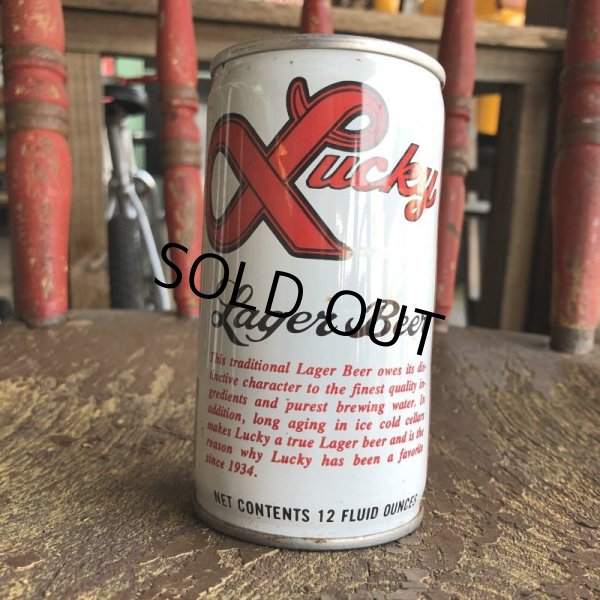 Lucky
Lager Beer
SOLD OUT
This traditional Lager Beer owes its dis-
tinctive character to the finest quality in-
gredients and purest brewing water. In
addition, long aging in ice cold cellars
makes Lucky a true Lager beer and is the
reason why Lucky has been a favorite
since 1934.
NET CONTENTS 12 FLUID OUNCES